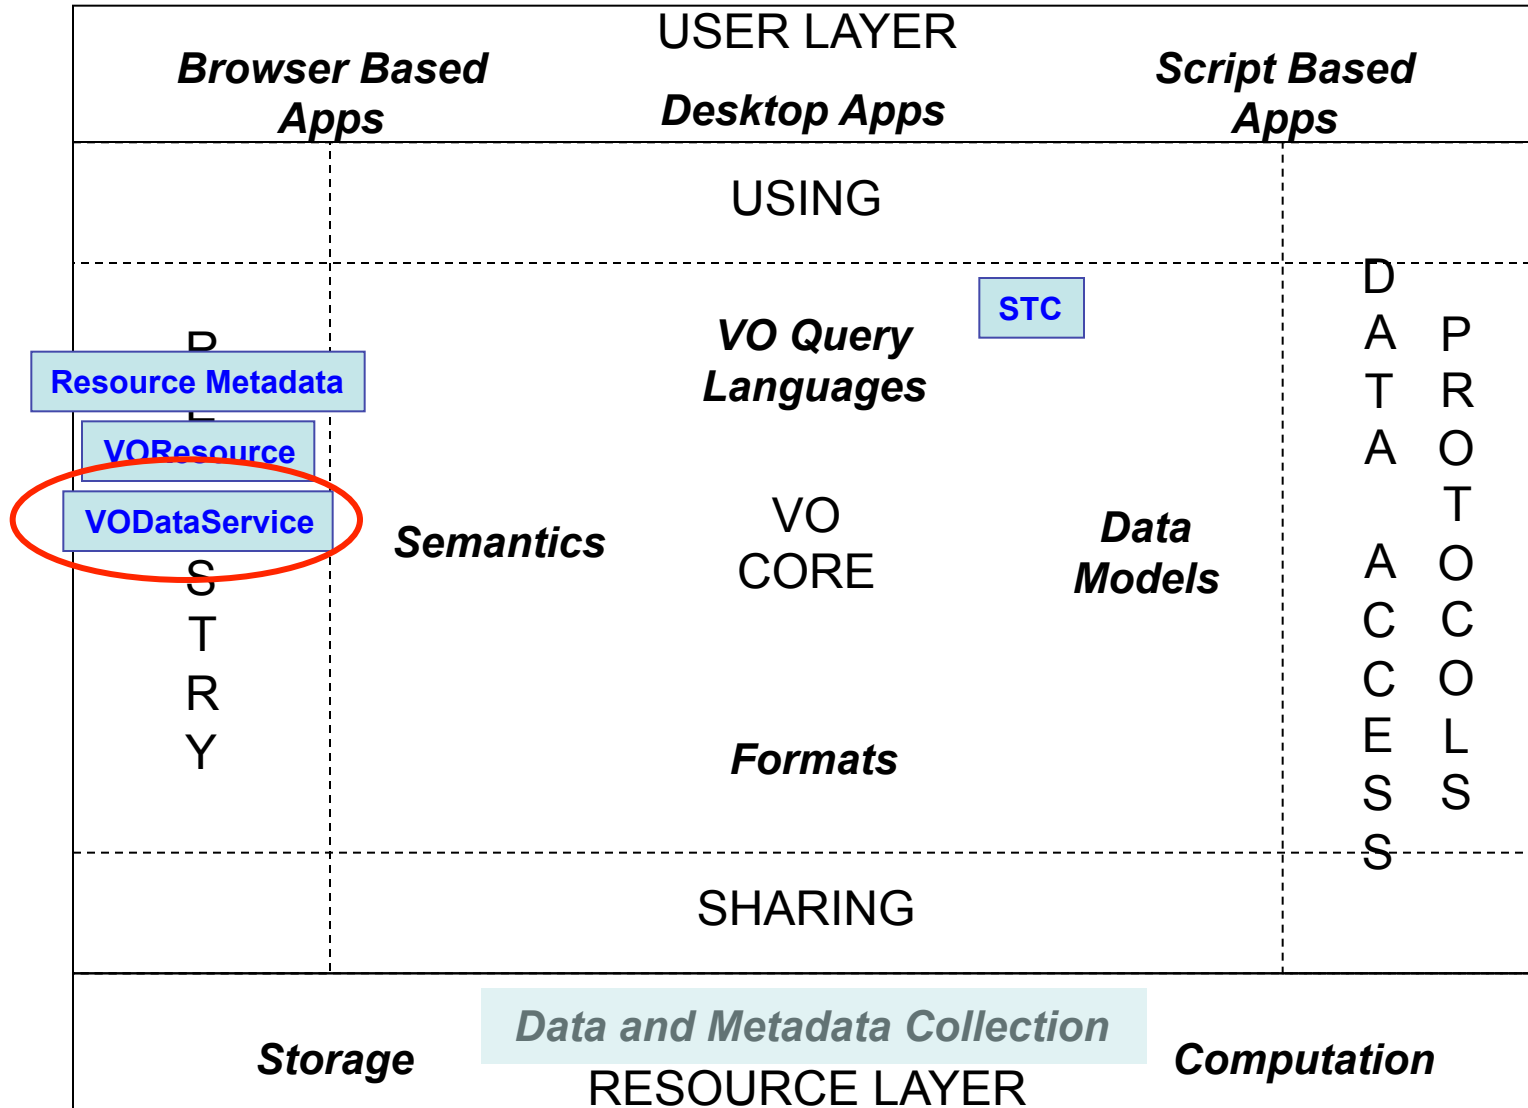 USER LAYER
Browser Based
Apps
Desktop Apps
Script Based
Apps
USING
STC
VO Query
Languages
Resource Metadata
VOResource
VODataService
S
T
R
Y
Semantics
VO
CORE
Data
Models
Formats
D
A
T
A
A
C
C
E
S
S
P
R
O
T
O
C
O
L
S
SHARING
Data and Metadata Collection
Storage
Computation
RESOURCE LAYER